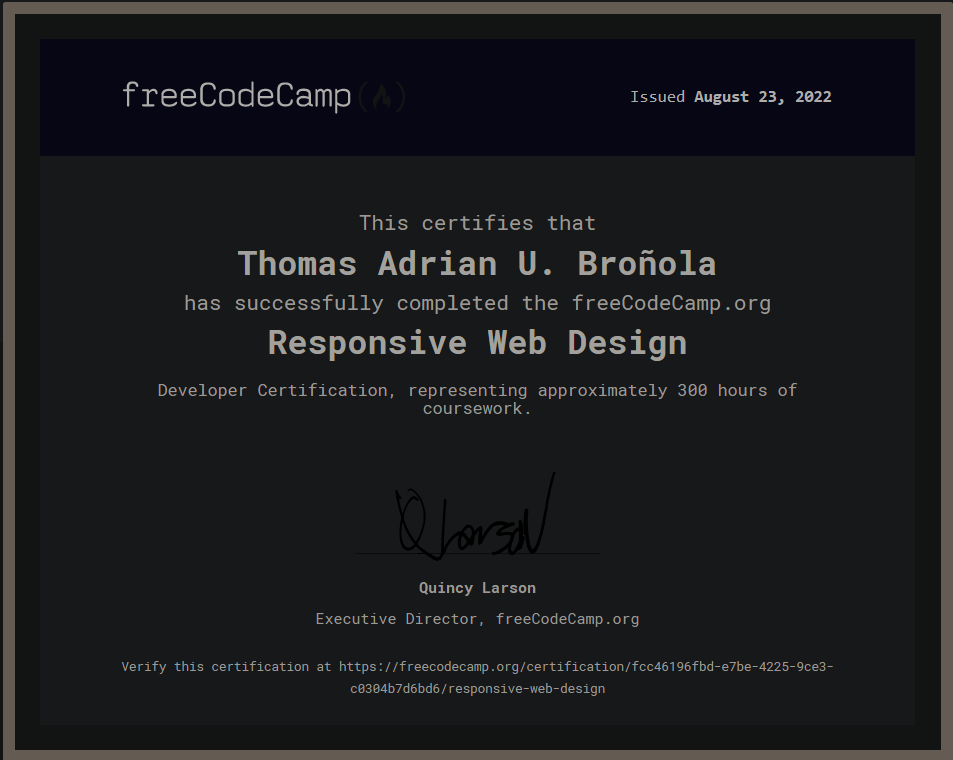 freeCodeCamp(🔥)
Issued August 23, 2022
This certifies that
Thomas Adrian U. Broñola
has successfully completed the freeCodeCamp.org
Responsive Web Design
Developer Certification, representing approximately 300 hours of
coursework.
Q Larson
Quincy Larson
Executive Director, freeCodeCamp.org
Verify this certification at https://freecodecamp.org/certification/fcc46196fbd-e7be-4225-9ce3-
c0304b7d6bd6/responsive-web-design